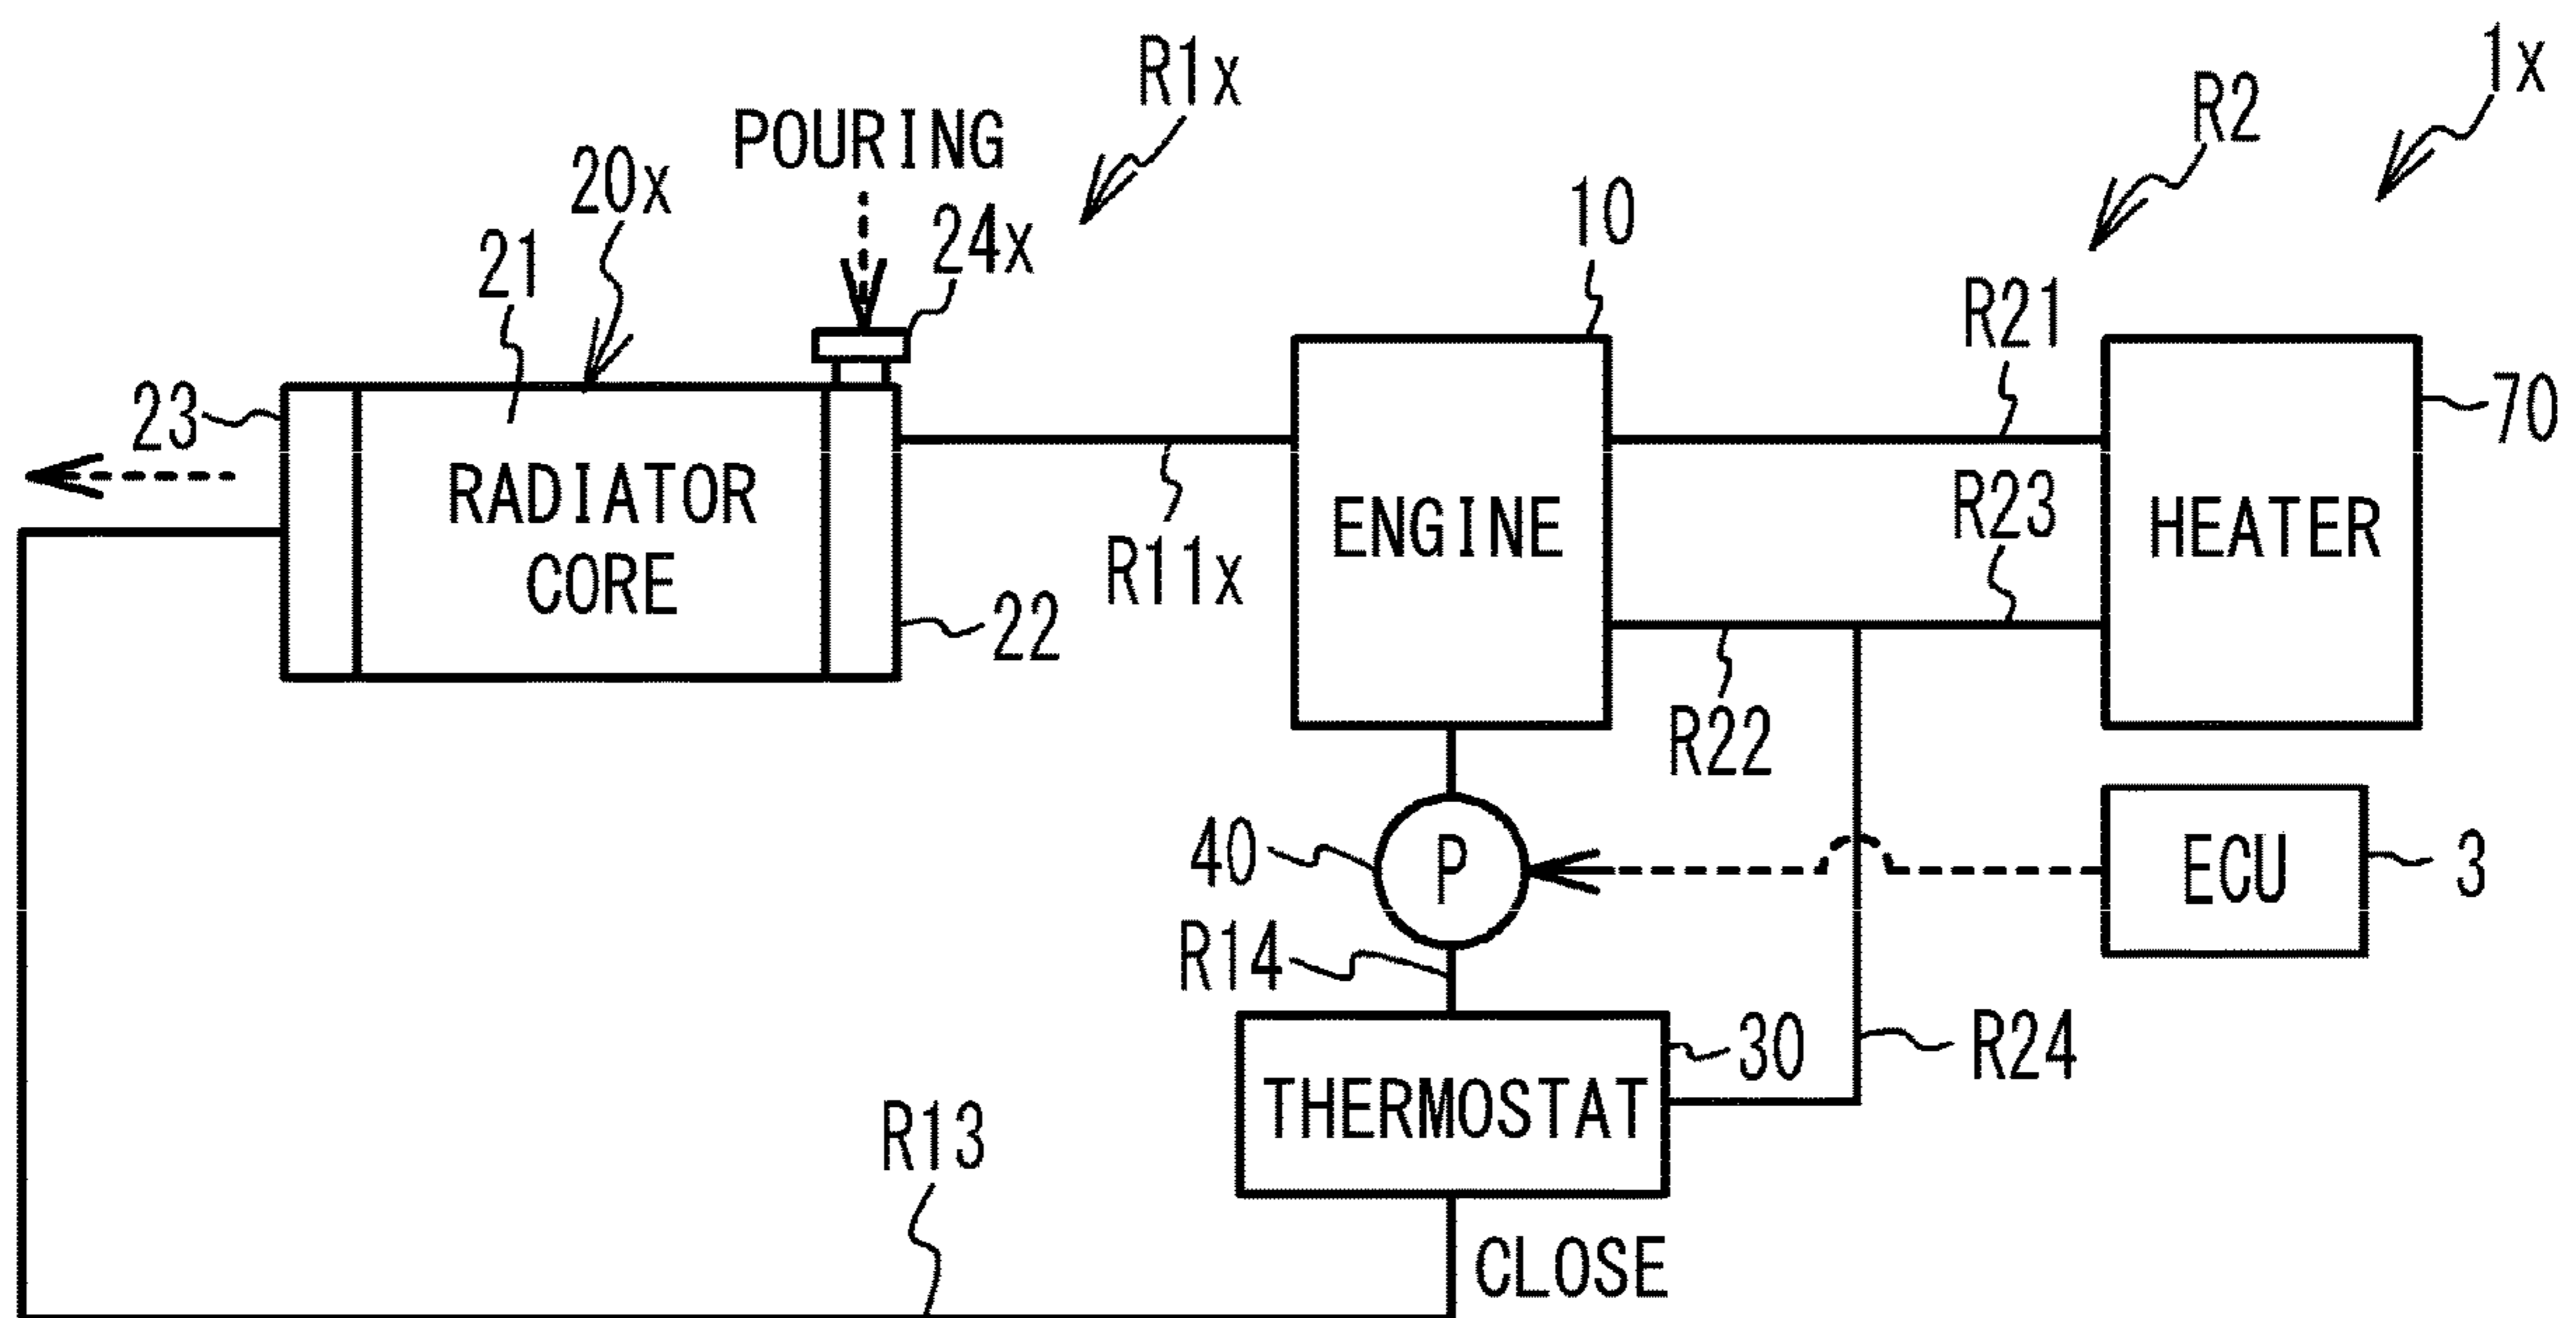 1x
R1x
R2
POURING
20x
10
24x
21
R21
23
70
RADIATOR
CORE
ENGINE
R23
HEATER
R11x
22
R22
40
P
ECU
3
R14
30
R24
THERMOSTAT
R13
CLOSE